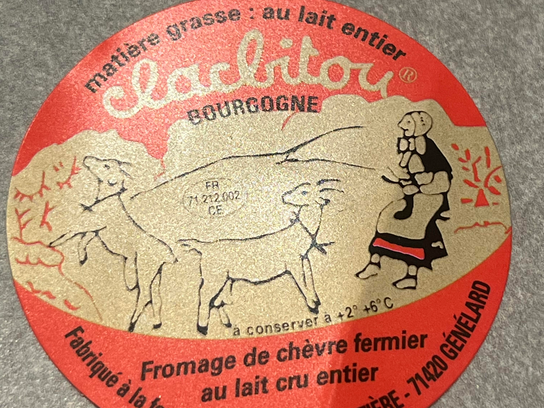 matière grasse : au lait entier
clacbitou ®
BOURGOGNE
FR
71.212.002
CE
à conserver à +2° +6°C
Fromage de chèvre fermier
au lait cru entier
Fabriqué à la
71420 GÉNÉLARD